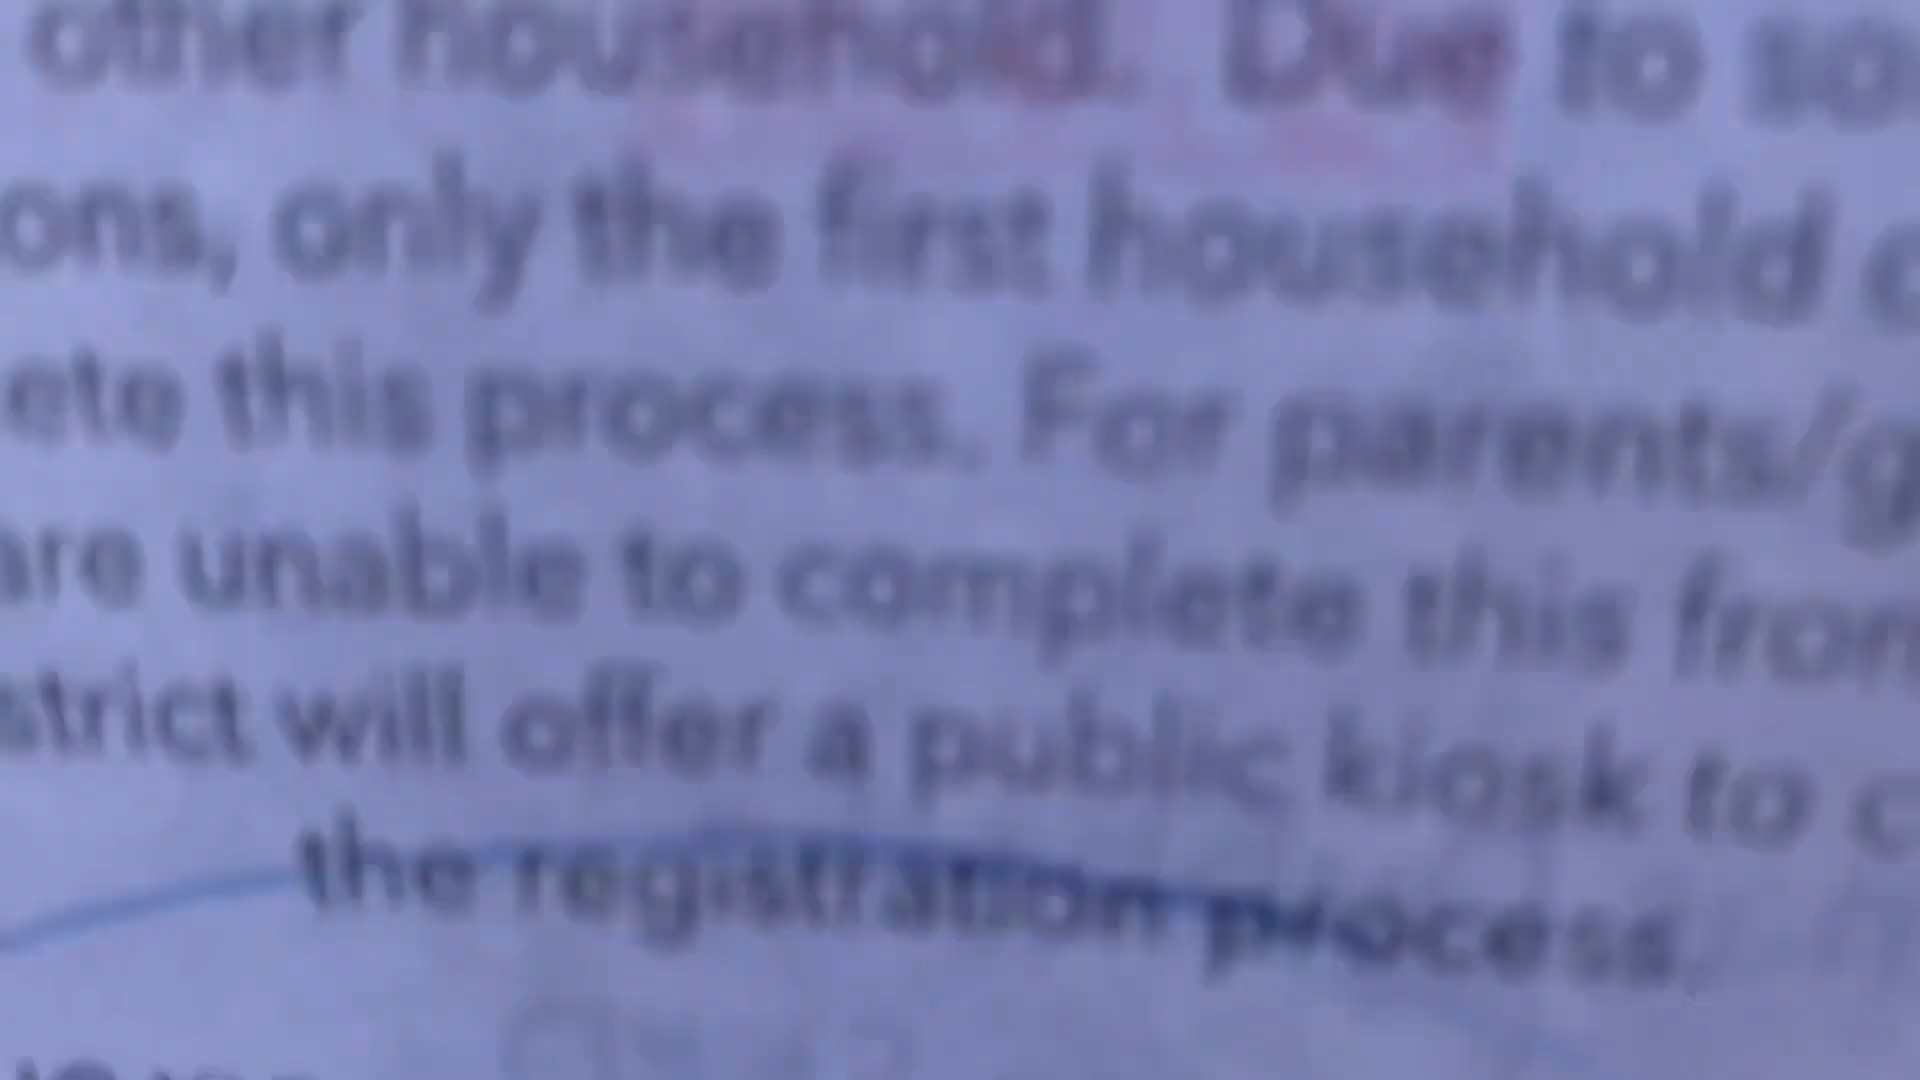 other household. Due to so
ons, only the first household c
ete this process. For parents/g
are unable to complete this from
strict will offer a public kiosk to c
the registration process.